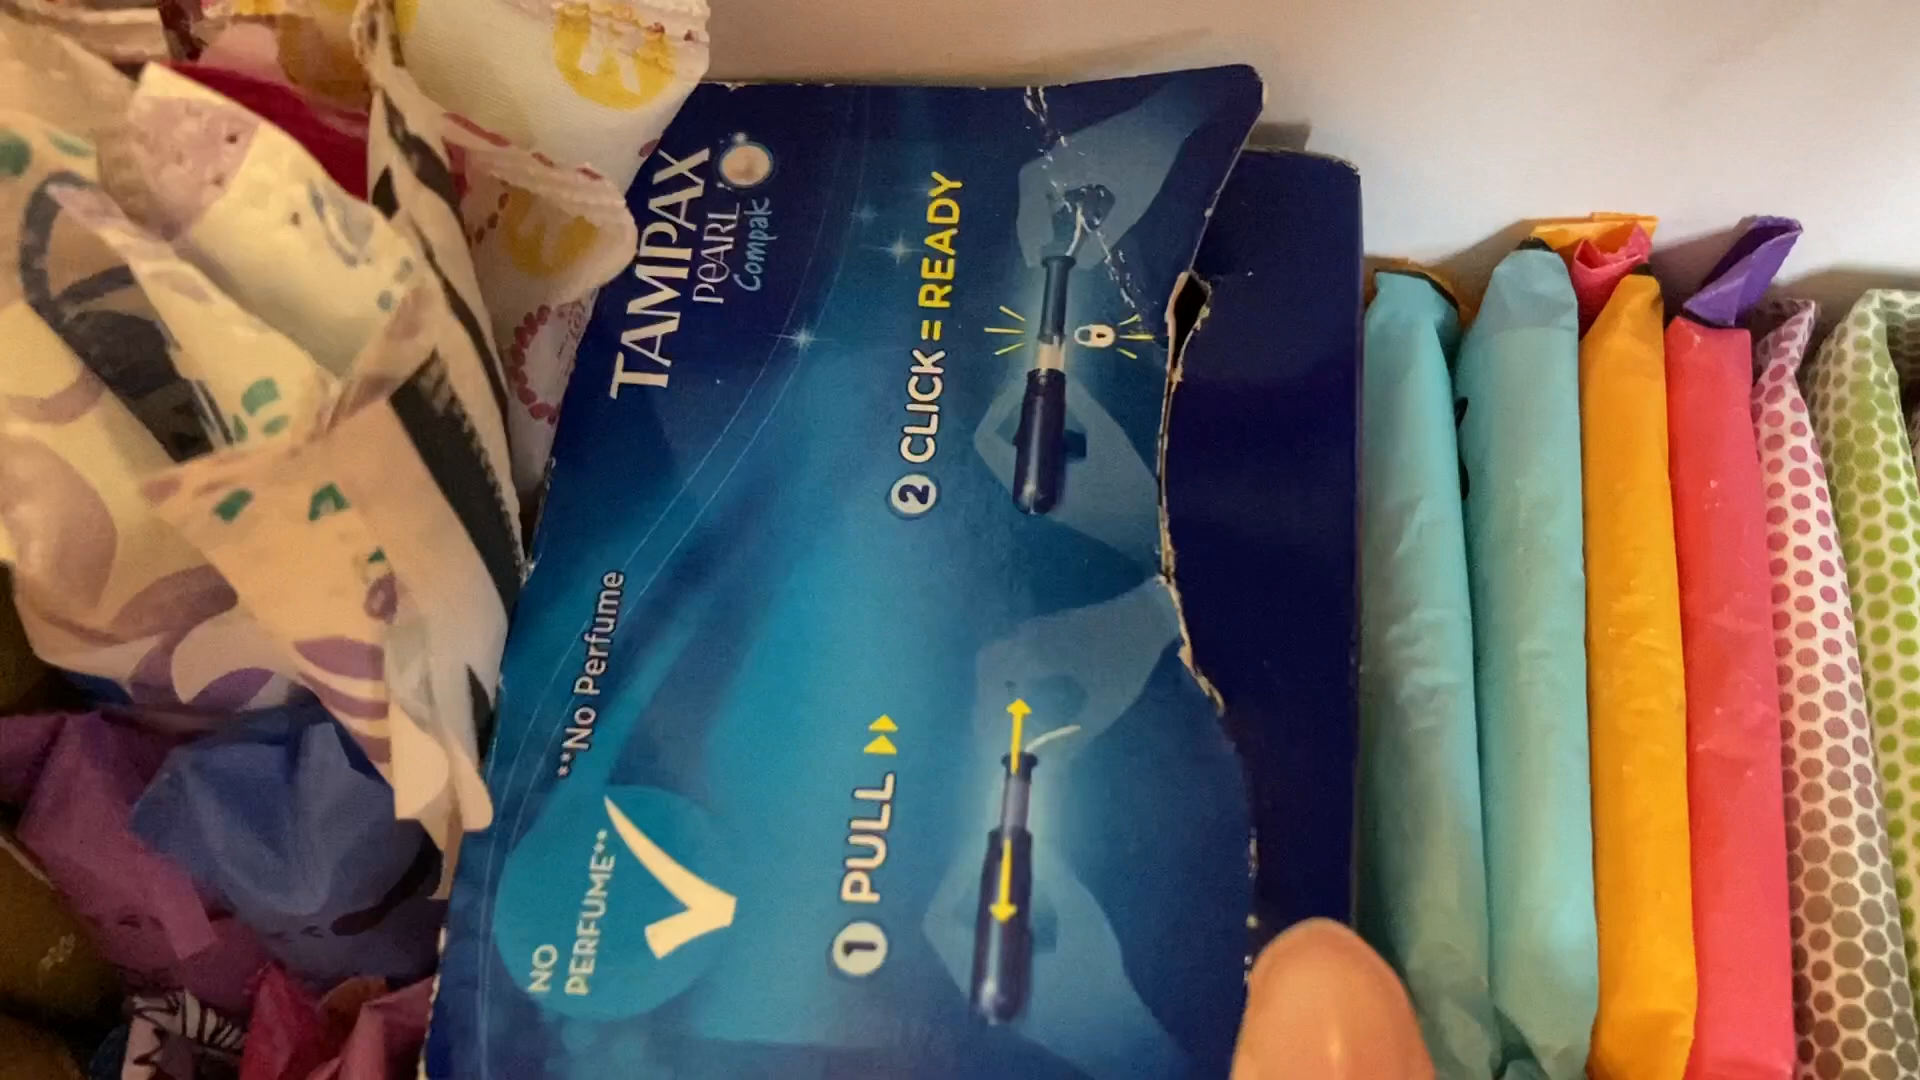 TAMPAX
PEARL
Compak
**No Perfume
NO
PERFUME**
1 PULL
2 CLICK = READY